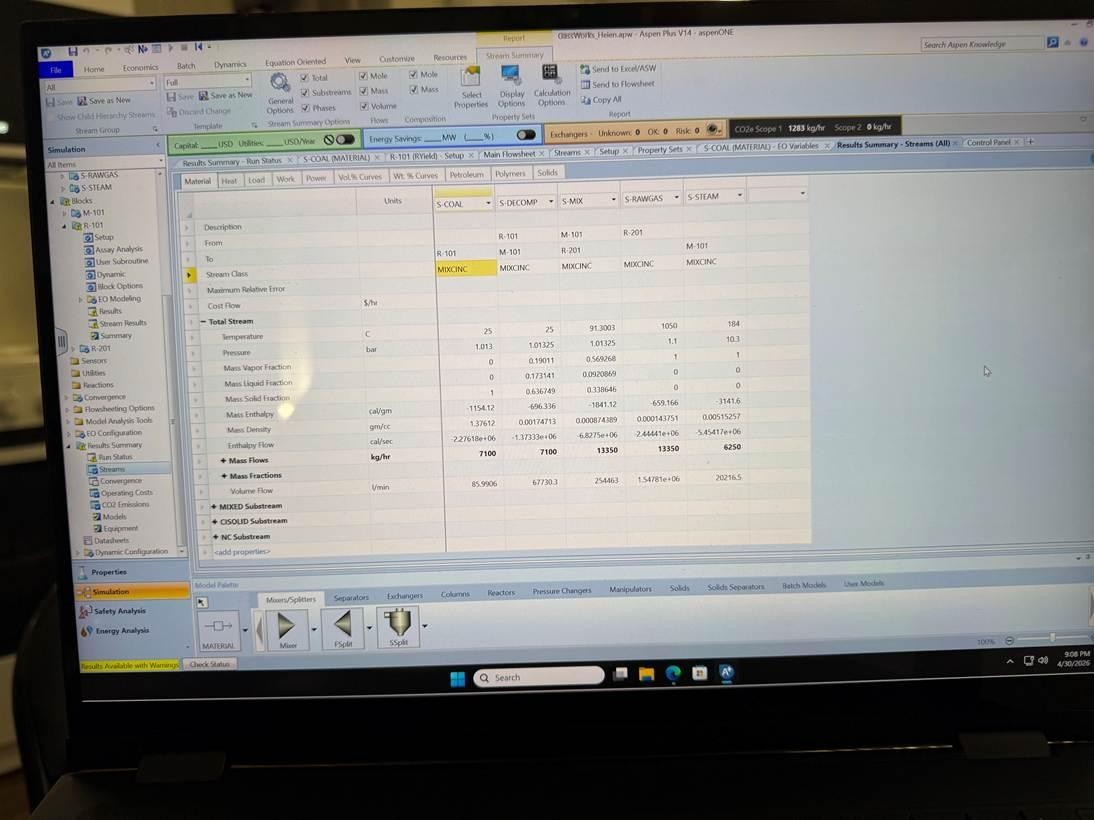 Report
GlassWorks_Helen.apw - Aspen Plus V14 - aspenONE
File Home Economics Batch Dynamics Equation Oriented View Customize Resources Stream Summary
Search Aspen Knowledge
All
Save Save as New
Show Child Hierarchy Streams
Stream Group
Full
Save Save as New
Discard Change
Template
General Options
Total
Substreams
Phases
Stream Summary Options
Mole
Mass
Volume
Flows
Mole
Mass
Composition
Select Properties
Display Options
Calculation Options
Property Sets
Send to Excel/ASW
Send to Flowsheet
Copy All
Report
Capital: ____ USD Utilities: ____ USD/Year
Energy Savings: ____ MW (____ %)
Exchangers - Unknown: 0 OK: 0 Risk: 0
CO2e Scope 1 1283 kg/hr Scope 2 0 kg/hr
Simulation
All Items
S-RAWGAS
S-STEAM
Blocks
M-101
R-101
Setup
Assay Analysis
User Subroutine
Dynamic
Block Options
EO Modeling
Results
Stream Results
Summary
R-201
Sensors
Utilities
Reactions
Convergence
Flowsheeting Options
Model Analysis Tools
EO Configuration
Results Summary
Run Status
Streams
Convergence
Operating Costs
CO2 Emissions
Models
Equipment
Datasheets
Dynamic Configuration
Properties
Simulation
Safety Analysis
Energy Analysis
Results Summary - Run Status S-COAL (MATERIAL) R-101 (RYield) - Setup Main Flowsheet Streams Setup Property Sets S-COAL (MATERIAL) - EO Variables Results Summary - Streams (All) Control Panel +
Material Heat Load Work Power Vol.% Curves Wt. % Curves Petroleum Polymers Solids
Units S-COAL S-DECOMP S-MIX S-RAWGAS S-STEAM
Description
From R-101 M-101 R-201
To R-101 M-101 R-201 M-101
Stream Class MIXCINC MIXCINC MIXCINC MIXCINC MIXCINC
Maximum Relative Error
Cost Flow $/hr
Total Stream
Temperature C 25 25 91.3003 1050 184
Pressure bar 1.013 1.01325 1.01325 1.1 10.3
Mass Vapor Fraction 0 0.19011 0.569268 1 1
Mass Liquid Fraction 0 0.173141 0.0920869 0 0
Mass Solid Fraction 1 0.636749 0.338646 0 0
Mass Enthalpy cal/gm -1154.12 -696.336 -1841.12 -659.166 -3141.6
Mass Density gm/cc 1.37612 0.00174713 0.000874389 0.000143751 0.00515257
Enthalpy Flow cal/sec -2.27618e+06 -1.37333e+06 -6.8275e+06 -2.44441e+06 -5.45417e+06
Mass Flows kg/hr 7100 7100 13350 13350 6250
Mass Fractions
Volume Flow l/min 85.9906 67730.3 254463 1.54781e+06 20216.5
MIXED Substream
CISOLID Substream
NC Substream
<add properties>
Model Palette
Mixers/Splitters Separators Exchangers Columns Reactors Pressure Changers Manipulators Solids Solids Separators Batch Models User Models
MATERIAL Mixer FSplit SSplit
Results Available with Warnings Check Status
100%
Search
9:08 PM
4/30/2026